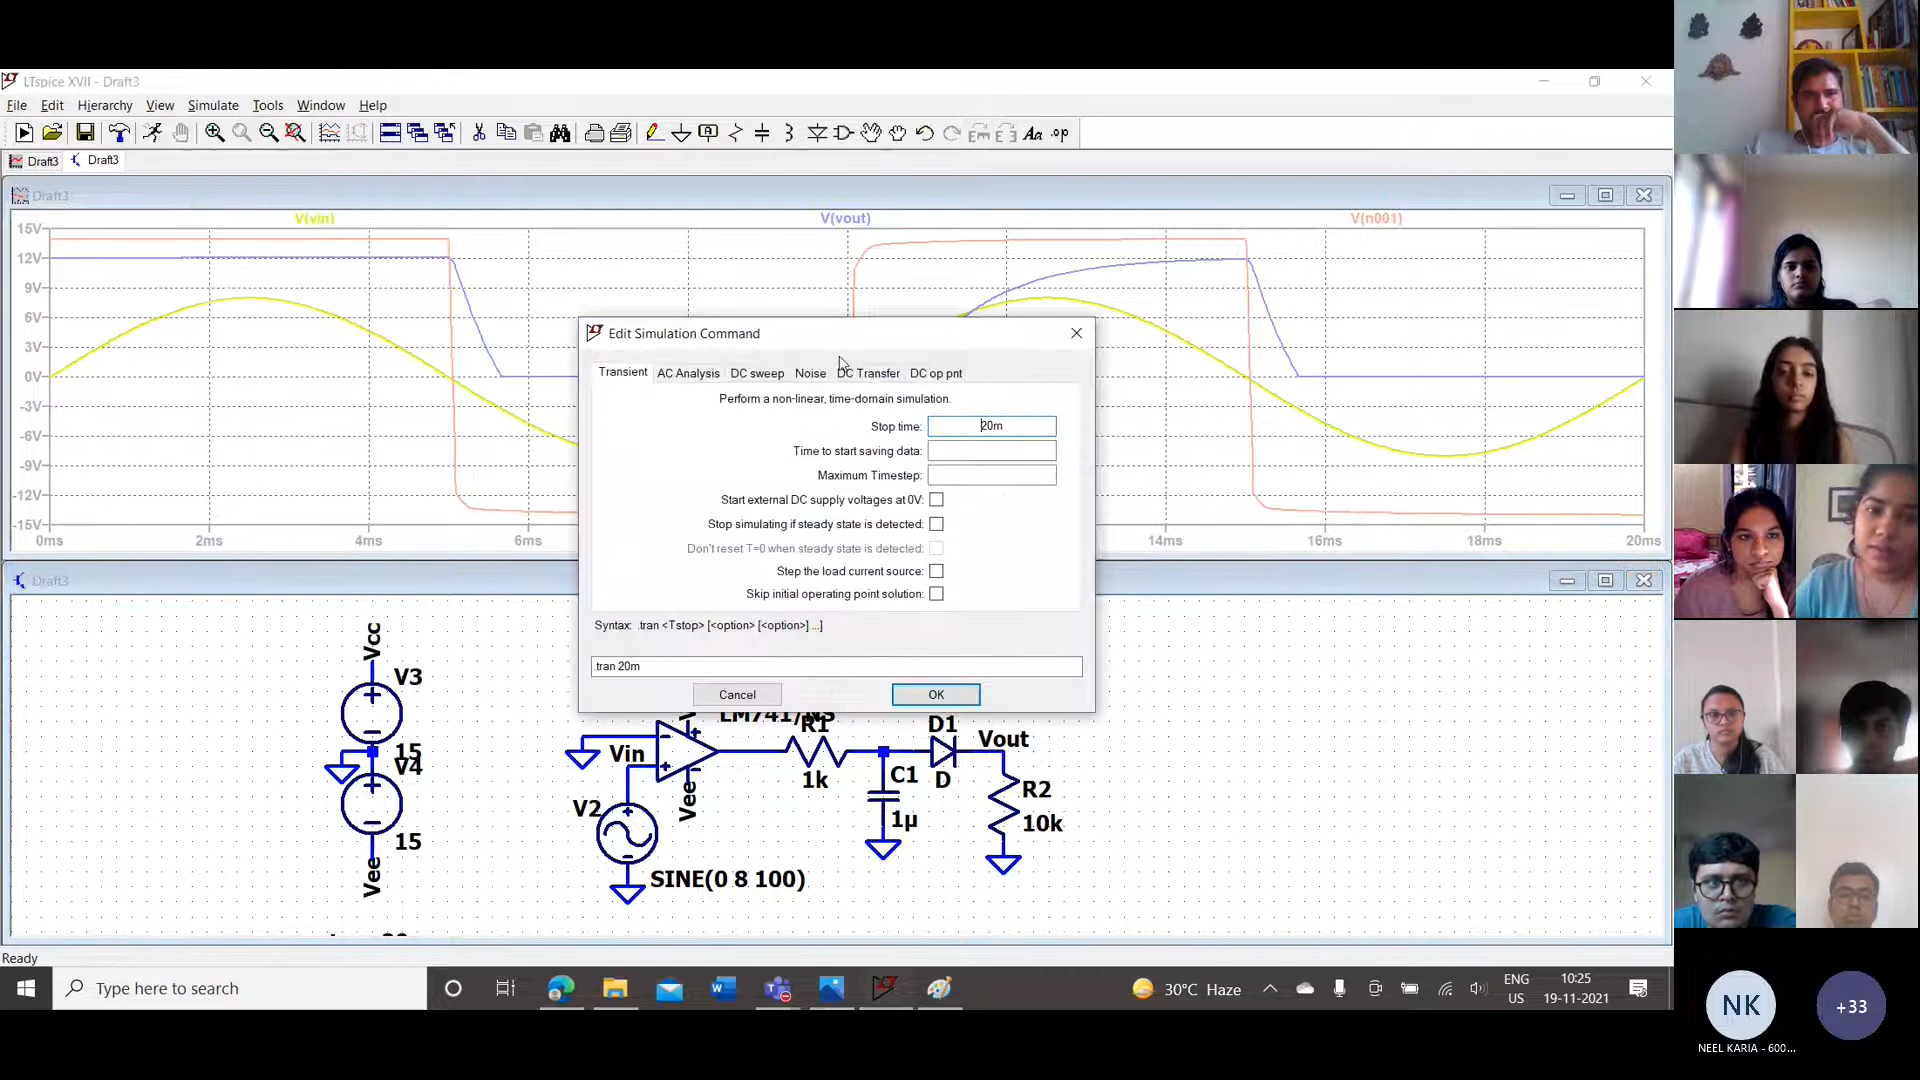 LTspice XVII - Draft3
File Edit Hierarchy View Simulate Tools Window Help
Draft3 Draft3
Draft3
V(vin) V(vout) V(n001)
15V
12V
9V
6V
3V
0V
-3V
-6V
-9V
-12V
-15V
0ms 2ms 4ms 6ms 14ms 16ms 18ms 20ms
Edit Simulation Command
Transient AC Analysis DC sweep Noise DC Transfer DC op pnt
Perform a non-linear, time-domain simulation.
Stop time: 20m
Time to start saving data:
Maximum Timestep:
Start external DC supply voltages at 0V:
Stop simulating if steady state is detected:
Don't reset T=0 when steady state is detected:
Step the load current source:
Skip initial operating point solution:
Syntax: .tran <Tstop> [<option> [<option>] ...]
.tran 20m
Cancel OK
Draft3
Vcc
V3
15
V4
15
Vee
LM741/NS
Vin
Vee
V2
SINE(0 8 100)
R1
1k
C1
1µ
D1
D
Vout
R2
10k
Ready
Type here to search
30°C Haze
ENG
US
10:25
19-11-2021
NK
+33
NEEL KARIA - 600...